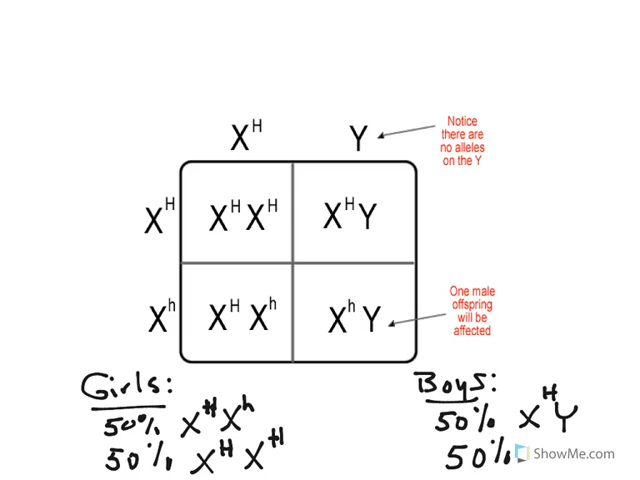 X^H Y
Notice
there are
no alleles
on the Y
X^H X^H X^H X^H Y
X^h X^H X^h X^h Y
One male
offspring
will be
affected
Girls:
50% X^H X^h
50% X^H X^H
Boys:
50% X^H Y
50%
ShowMe.com